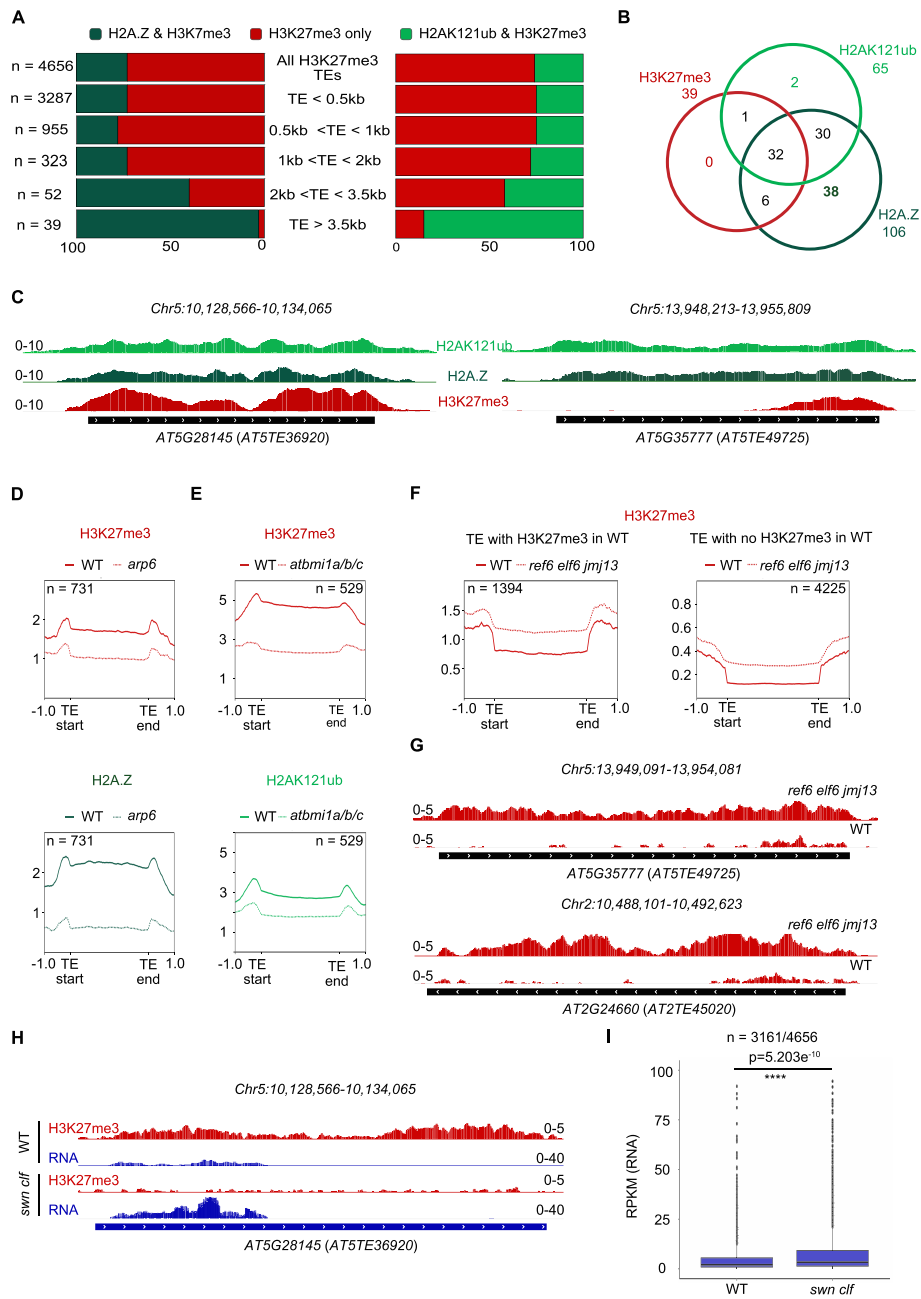 A
H2A.Z & H3K7me3
H3K27me3 only
H2AK121ub & H3K27me3
n = 4656
All H3K27me3
TEs
n = 3287
TE < 0.5kb
n = 955
0.5kb <TE < 1kb
n = 323
1kb <TE < 2kb
n = 52
2kb <TE < 3.5kb
n = 39
TE > 3.5kb
100 50 0
0 50 100
B
H2AK121ub
65
H3K27me3
39
2
1
30
0
32
6
38
H2A.Z
106
C
Chr5:10,128,566-10,134,065
Chr5:13,948,213-13,955,809
0-10
H2AK121ub
0-10
H2A.Z
0-10
H3K27me3
AT5G28145 (AT5TE36920)
AT5G35777 (AT5TE49725)
D
H3K27me3
WT arp6
n = 731
2
1
-1.0 TE 1.0
start
TE
end
H2A.Z
WT arp6
n = 731
2
1
-1.0 TE TE 1.0
start end
E
H3K27me3
WT atbmi1a/b/c
n = 529
5
3
1
-1.0 TE TE 1.0
start end
H2AK121ub
WT atbmi1a/b/c
n = 529
5
3
1
-1.0 TE TE 1.0
start end
F
H3K27me3
TE with H3K27me3 in WT
TE with no H3K27me3 in WT
WT ref6 elf6 jmj13
WT ref6 elf6 jmj13
n = 1394
n = 4225
1.5
1.0
0.5
0.8
0.6
0.4
0.2
-1.0 TE TE 1.0
start end
-1.0 TE TE 1.0
start end
G
Chr5:13,949,091-13,954,081
ref6 elf6 jmj13
0-5
WT
0-5
AT5G35777 (AT5TE49725)
Chr2:10,488,101-10,492,623
ref6 elf6 jmj13
0-5
WT
0-5
AT2G24660 (AT2TE45020)
H
Chr5:10,128,566-10,134,065
WT
H3K27me3
0-5
RNA
0-40
swn clf
H3K27me3
0-5
RNA
0-40
AT5G28145 (AT5TE36920)
I
n = 3161/4656
p=5.203e-10
****
100
75
50
25
0
RPKM (RNA)
WT
swn clf